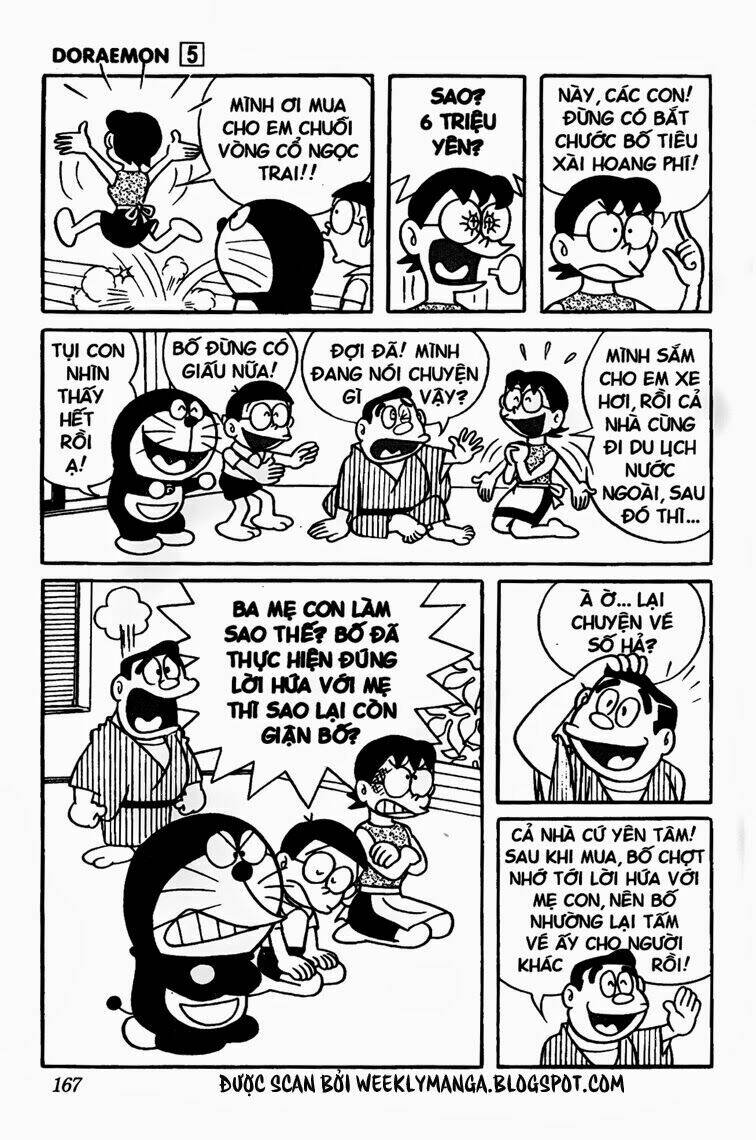 DORAEMON 5
NÀY, CÁC CON!
ĐỪNG CÓ BẮT
CHƯỚC BỐ TIÊU
XÀI HOANG PHÍ!
SAO?
6 TRIỆU
YÊN?
MÌNH ƠI MUA
CHO EM CHUỖI
VÒNG CỔ NGỌC
TRAI!!
MÌNH SẮM
CHO EM XE
HƠI, RỒI CẢ
NHÀ CÙNG
ĐI DU LỊCH
NƯỚC
NGOÀI, SAU
ĐÓ THÌ...
ĐỢI ĐÃ! MÌNH
ĐANG NÓI CHUYỆN
GÌ VẬY?
BỐ ĐỪNG CÓ
GIẤU NỮA!
TỤI CON
NHÌN
THẤY
HẾT
RỒI
Ạ!
À Ờ... LẠI
CHUYỆN VÉ
SỐ HẢ?
CẢ NHÀ CỨ YÊN TÂM!
SAU KHI MUA, BỐ CHỢT
NHỚ TỚI LỜI HỨA VỚI
MẸ CON, NÊN BỐ
NHƯỜNG LẠI TẤM
VÉ ẤY CHO NGƯỜI
KHÁC RỒI!
BA MẸ CON LÀM
SAO THẾ? BỐ ĐÃ
THỰC HIỆN ĐÚNG
LỜI HỨA VỚI MẸ
THÌ SAO LẠI CÒN
GIẬN BỐ?
167
ĐƯỢC SCAN BỞI WEEKLYMANGA.BLOGSPOT.COM